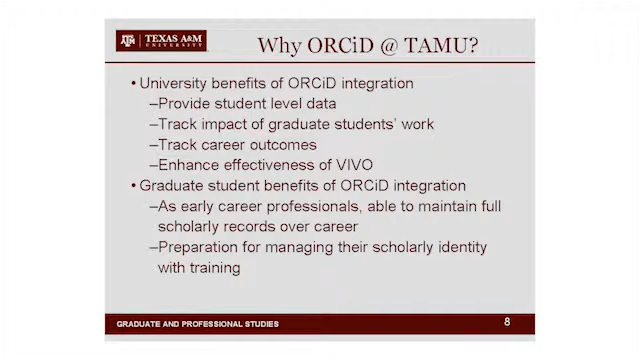 ATM TEXAS A&M
UNIVERSITY
Why ORCiD @ TAMU?
• University benefits of ORCiD integration
–Provide student level data
–Track impact of graduate students' work
–Track career outcomes
–Enhance effectiveness of VIVO
• Graduate student benefits of ORCiD integration
–As early career professionals, able to maintain full
scholarly records over career
–Preparation for managing their scholarly identity
with training
GRADUATE AND PROFESSIONAL STUDIES 8